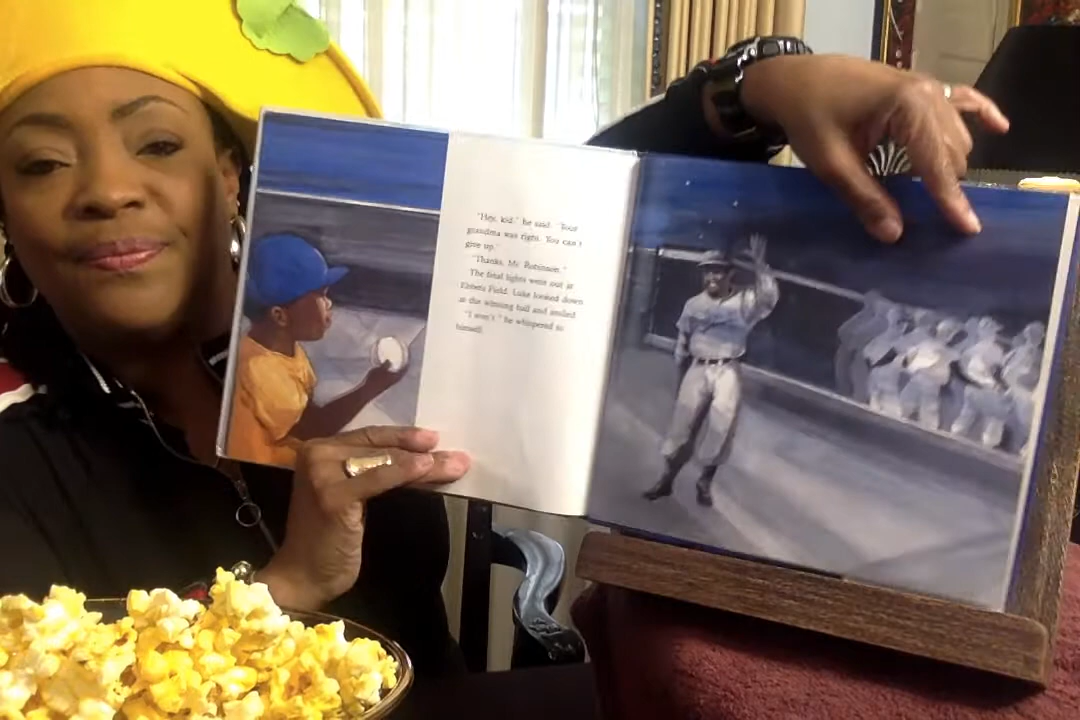 "Hey, kid," he said. "Your
grandma was right. You can't
give up."
"Thanks, Mr. Robinson."
The final lights went out at
Ebbets Field. Luke looked down
at the winning ball and smiled.
"I won't," he whispered to
himself.